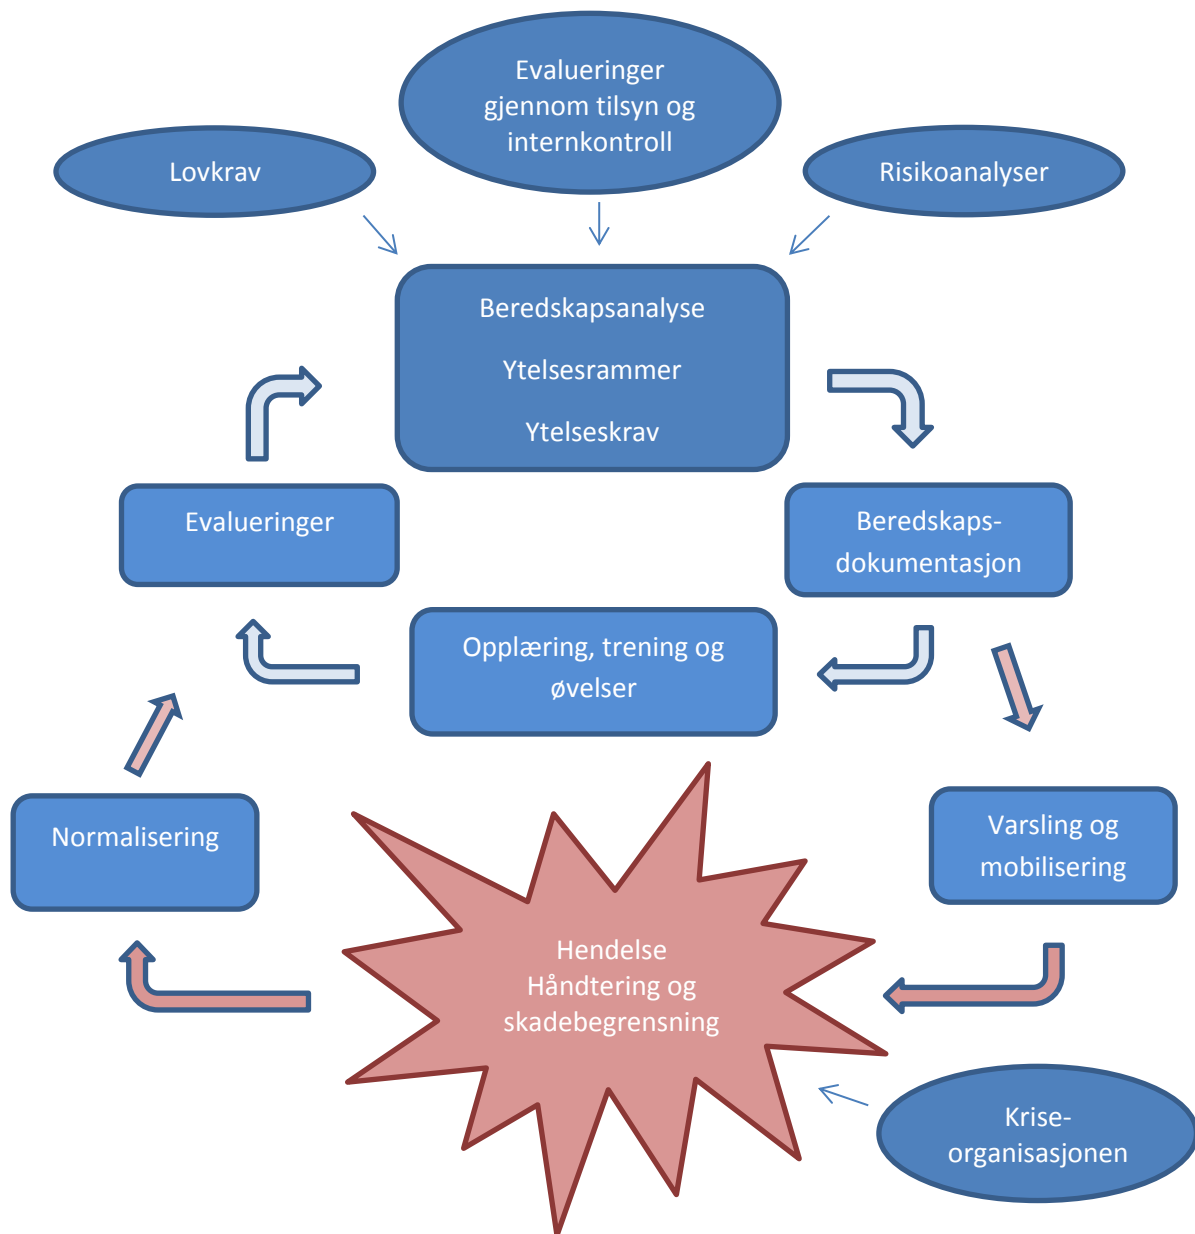 Evalueringer
gjennom tilsyn og
internkontroll
Lovkrav
Risikoanalyser
Beredskapsanalyse
Ytelsesrammer
Ytelseskrav
Evalueringer
Beredskaps-
dokumentasjon
Opplæring, trening og
øvelser
Normalisering
Varsling og
mobilisering
Hendelse
Håndtering og
skadebegrensning
Krise-
organisasjonen